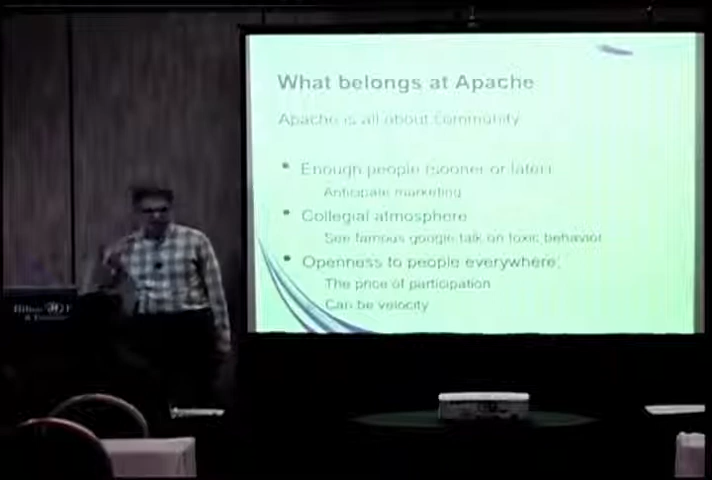 What belongs at Apache
Apache is all about community
• Enough people (sooner or later)
Anticipate marketing
• Collegial atmosphere
See famous google talk on toxic behavior
• Openness to people everywhere
The price of participation
Can be velocity
Hilton